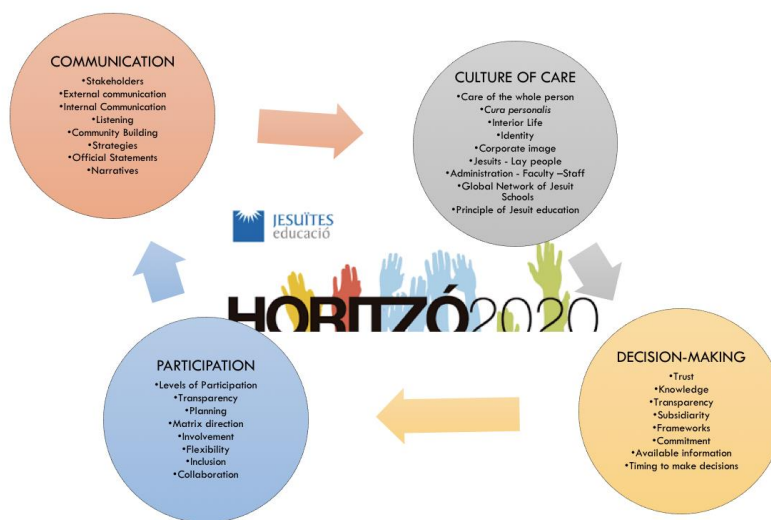 COMMUNICATION
•Stakeholders
•External communication
•Internal Communication
•Listening
•Community Building
•Strategies
•Official Statements
•Narratives
CULTURE OF CARE
•Care of the whole person
•Cura personalis
•Interior Life
•Identity
•Corporate image
•Jesuits - Lay people
•Administration - Faculty –Staff
•Global Network of Jesuit
Schools
•Principle of Jesuit education
JESUÏTES
educació
HORITZÓ2020
PARTICIPATION
•Levels of Participation
•Transparency
•Planning
•Matrix direction
•Involvement
•Flexibility
•Inclusion
•Collaboration
DECISION-MAKING
•Trust
•Knowledge
•Transparency
•Subsidiarity
•Frameworks
•Commitment
•Available information
•Timing to make decisions